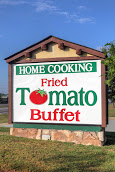 HOME COOKING
Fried
Tomato
Buffet